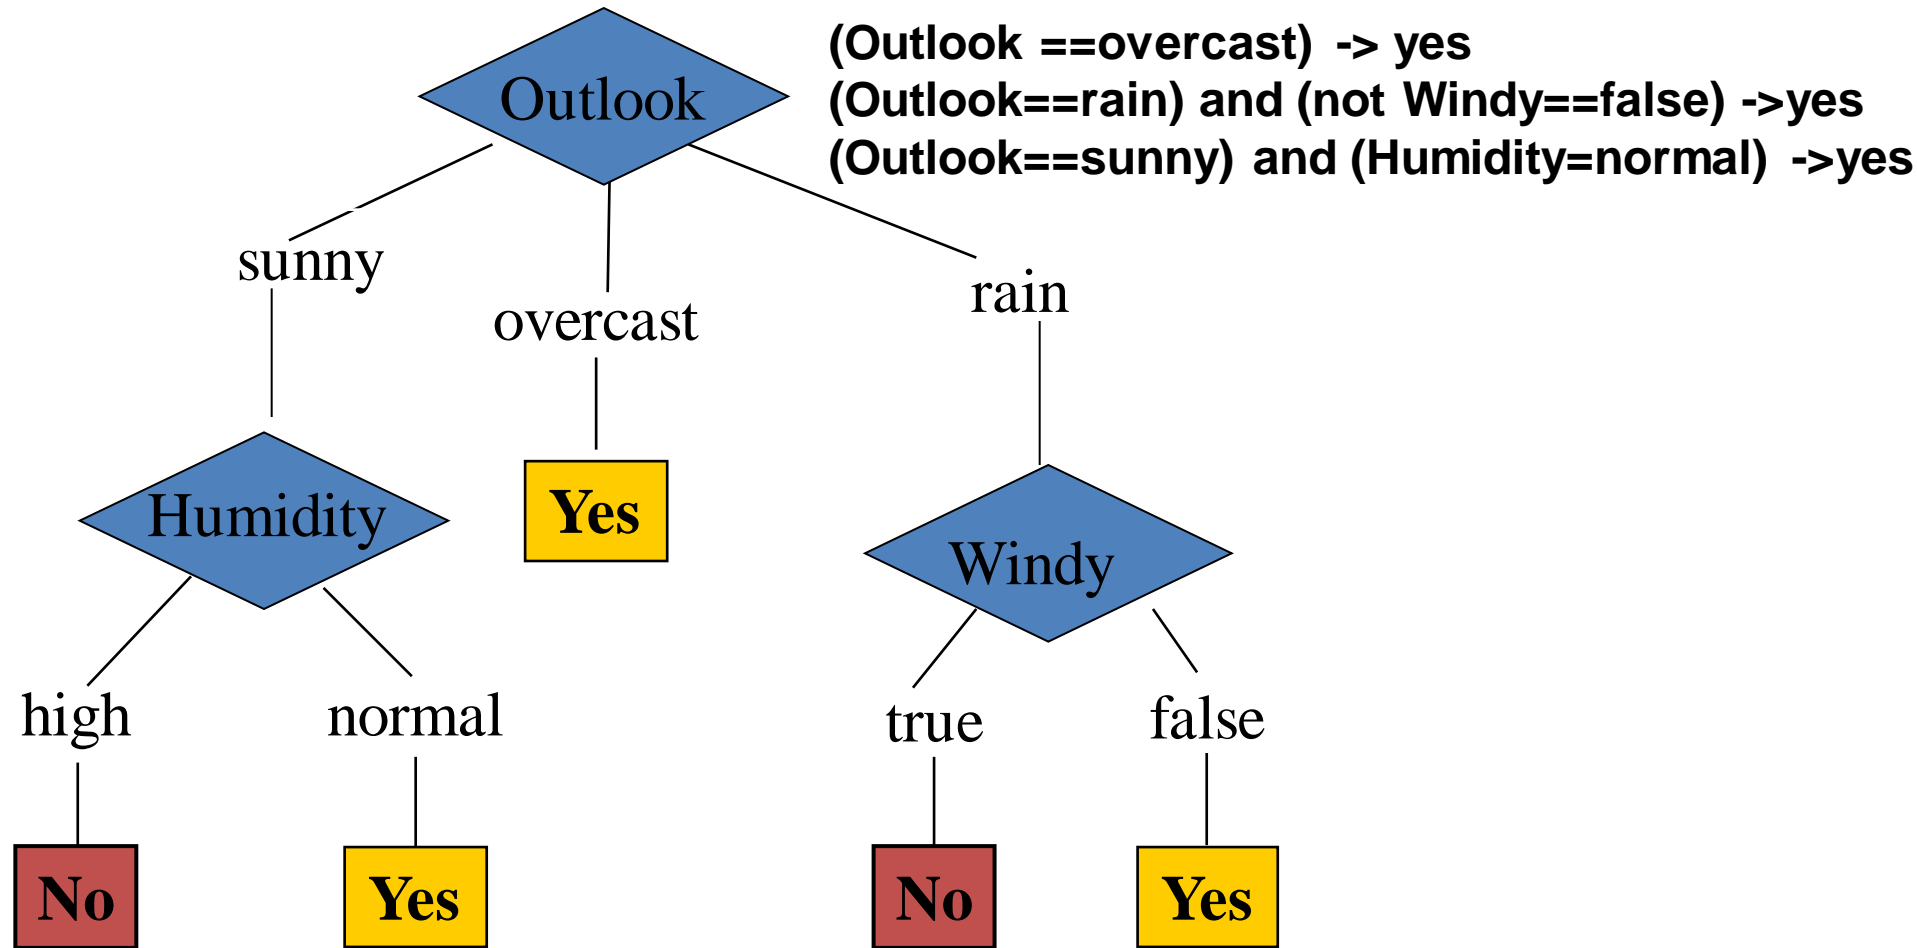 (Outlook ==overcast) -> yes
(Outlook==rain) and (not Windy==false) ->yes
(Outlook==sunny) and (Humidity=normal) ->yes
Outlook
sunny
overcast
rain
Humidity
Yes
Windy
high
normal
true
false
No
Yes
No
Yes